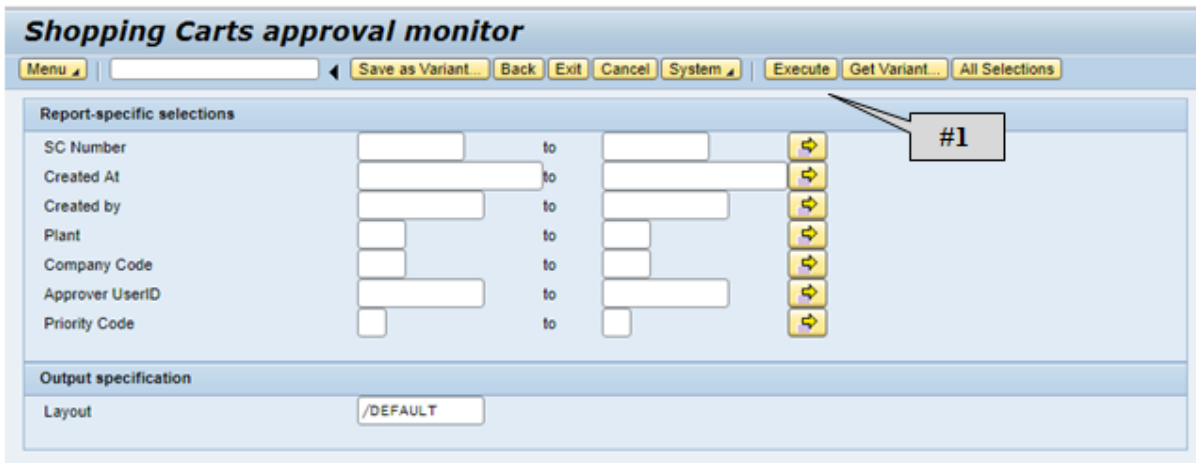 Shopping Carts approval monitor
Menu Save as Variant... Back Exit Cancel System Execute Get Variant... All Selections
Report-specific selections
#1
SC Number to
Created At to
Created by to
Plant to
Company Code to
Approver UserID to
Priority Code to
Output specification
Layout /DEFAULT